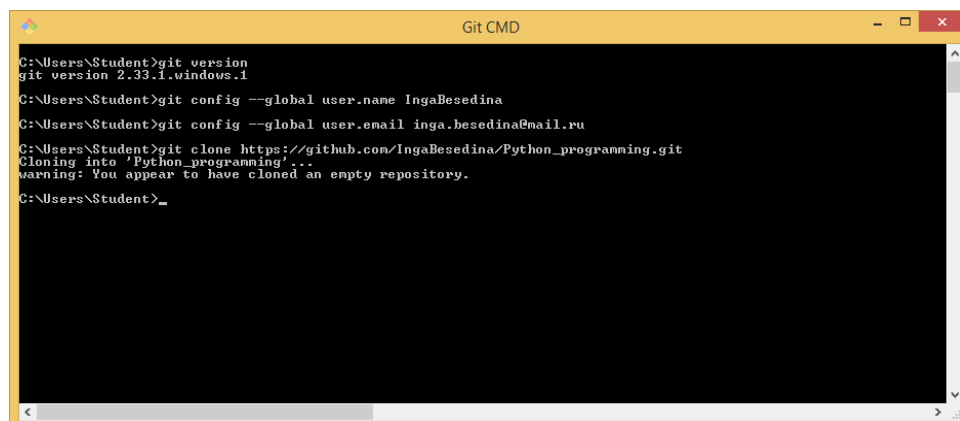 Git CMD
C:\Users\Student>git version
git version 2.33.1.windows.1
C:\Users\Student>git config --global user.name IngaBesedina
C:\Users\Student>git config --global user.email inga.besedina@mail.ru
C:\Users\Student>git clone https://github.com/IngaBesedina/Python_programming.git
Cloning into 'Python_programming'...
warning: You appear to have cloned an empty repository.
C:\Users\Student>_